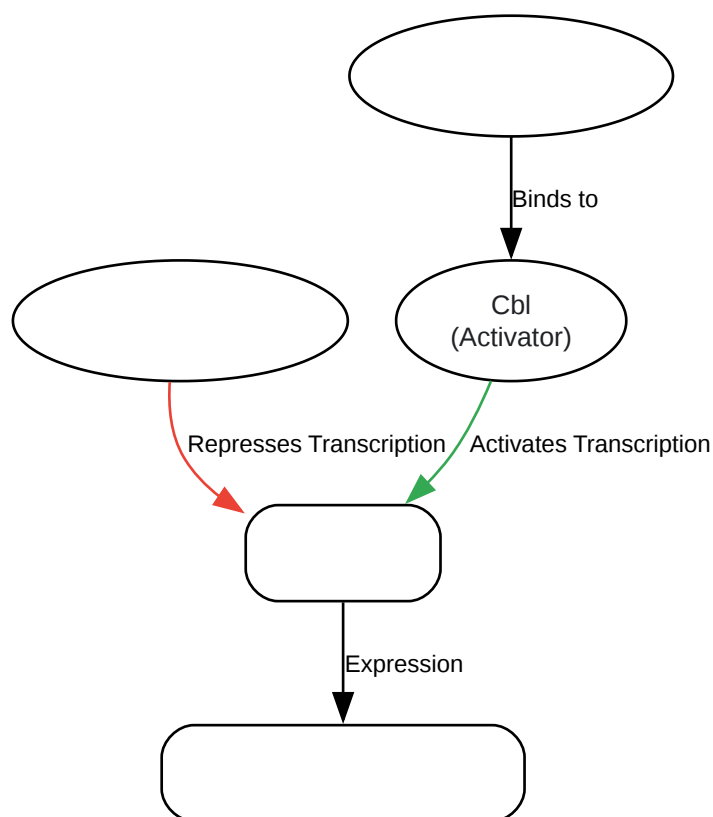 Binds to
Cbl
(Activator)
Represses Transcription
Activates Transcription
Expression